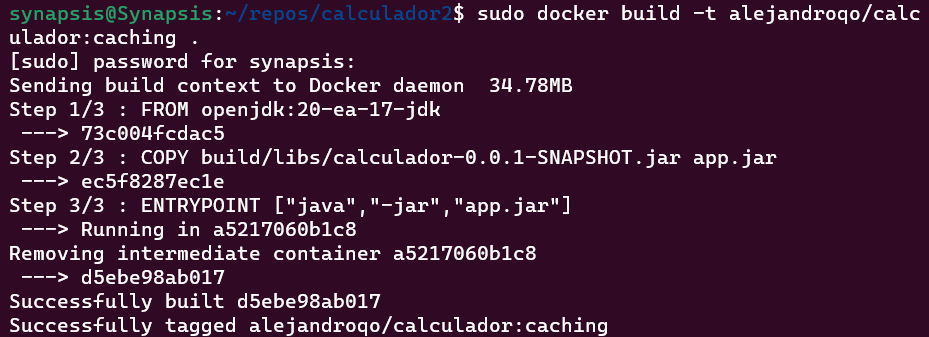 synapsis@Synapsis:~/repos/calculador2$ sudo docker build -t alejandroqo/calc
ulador:caching .
[sudo] password for synapsis:
Sending build context to Docker daemon  34.78MB
Step 1/3 : FROM openjdk:20-ea-17-jdk
 ---> 73c004fcdac5
Step 2/3 : COPY build/libs/calculador-0.0.1-SNAPSHOT.jar app.jar
 ---> ec5f8287ec1e
Step 3/3 : ENTRYPOINT ["java","-jar","app.jar"]
 ---> Running in a5217060b1c8
Removing intermediate container a5217060b1c8
 ---> d5ebe98ab017
Successfully built d5ebe98ab017
Successfully tagged alejandroqo/calculador:caching